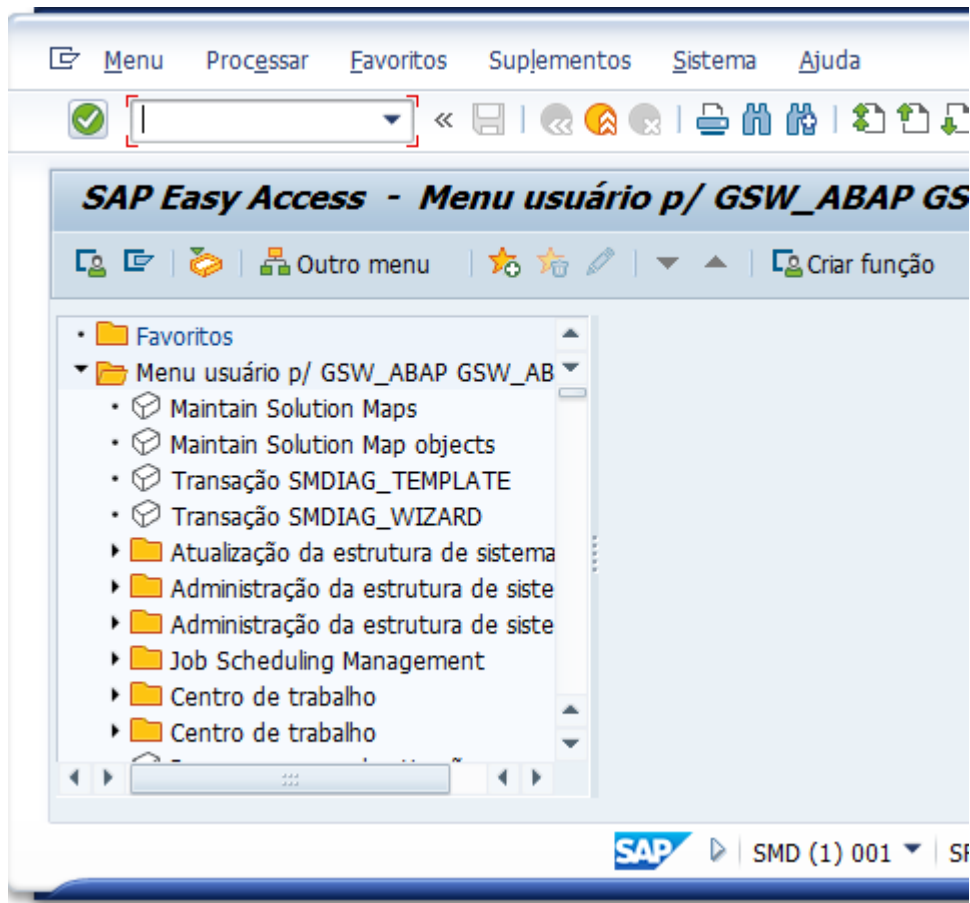 Menu Processar Favoritos Suplementos Sistema Ajuda
SAP Easy Access - Menu usuário p/ GSW_ABAP GS
Outro menu Criar função
Favoritos
Menu usuário p/ GSW_ABAP GSW_AB
Maintain Solution Maps
Maintain Solution Map objects
Transação SMDIAG_TEMPLATE
Transação SMDIAG_WIZARD
Atualização da estrutura de sistema
Administração da estrutura de siste
Administração da estrutura de siste
Job Scheduling Management
Centro de trabalho
Centro de trabalho
SAP SMD (1) 001